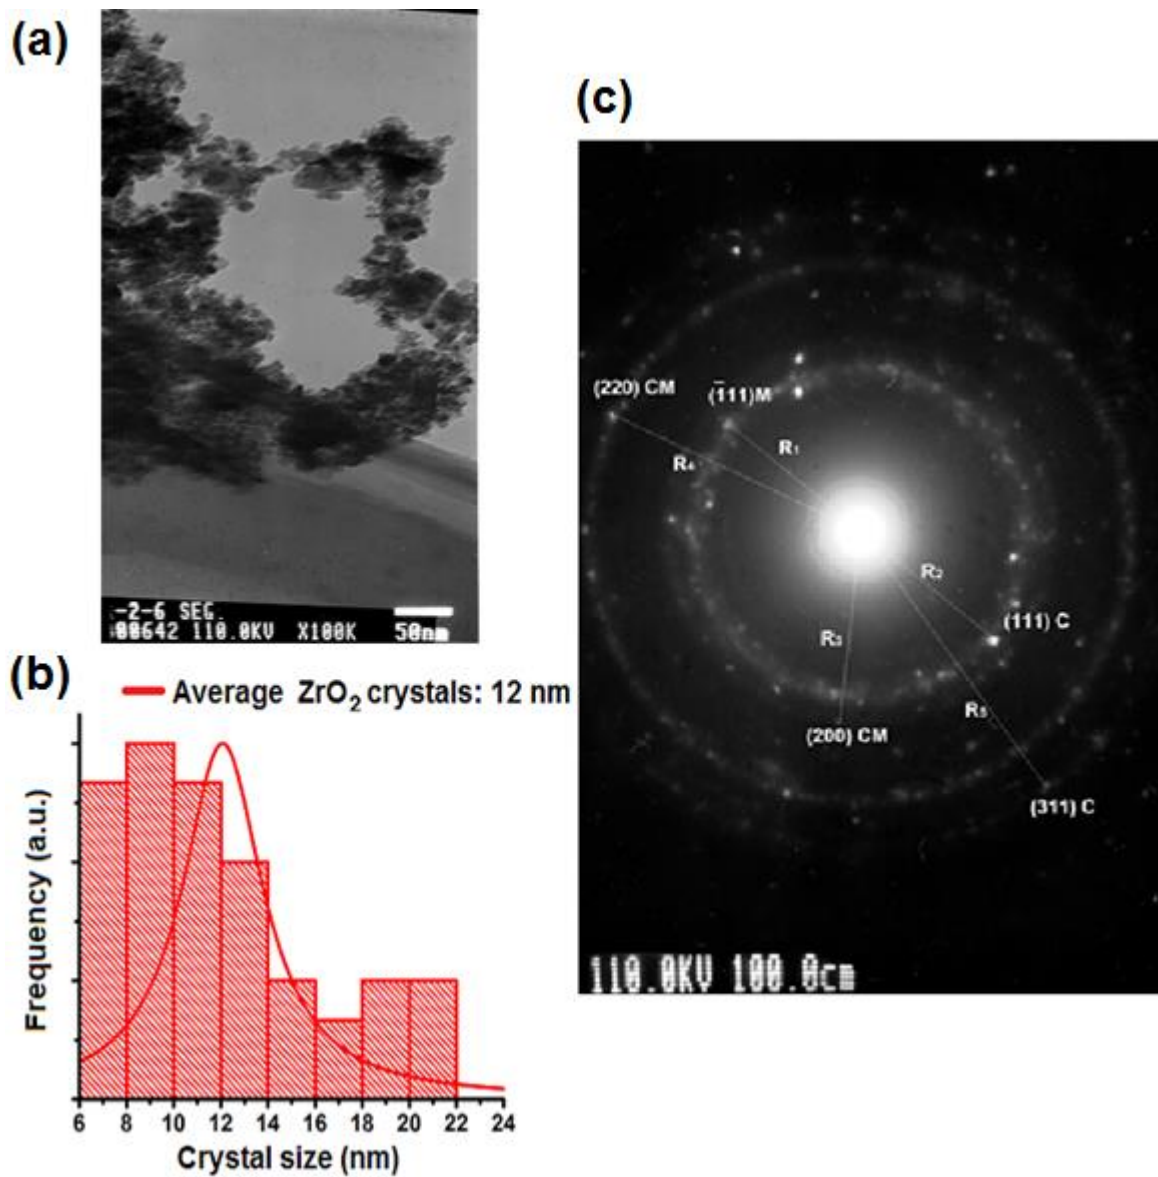 (a)
-2-6 SEG.
00642 110.0KV X100K 50nm
(b)
Average ZrO₂ crystals: 12 nm
Frequency (a.u.)
6 8 10 12 14 16 18 20 22 24
Crystal size (nm)
(c)
(220) CM
(1̅11)M
R₁
R₄
R₂
(111) C
R₃
R₅
(200) CM
(311) C
110.0KV 100.0cm